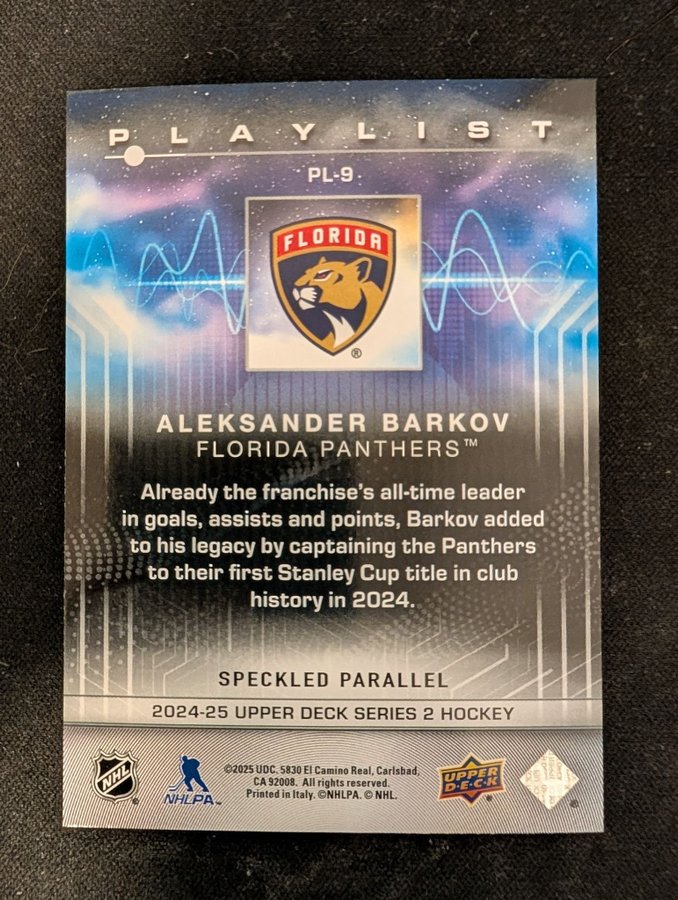 PLAYLIST
PL-9
FLORIDA
®
ALEKSANDER BARKOV
FLORIDA PANTHERS™
Already the franchise's all-time leader
in goals, assists and points, Barkov added
to his legacy by captaining the Panthers
to their first Stanley Cup title in club
history in 2024.
SPECKLED PARALLEL
2024-25 UPPER DECK SERIES 2 HOCKEY
NHL
NHLPA
©2025 UDC. 5830 El Camino Real, Carlsbad,
CA 92008. All rights reserved.
Printed in Italy. ©NHLPA. © NHL.
UPPER
D·E·C·K